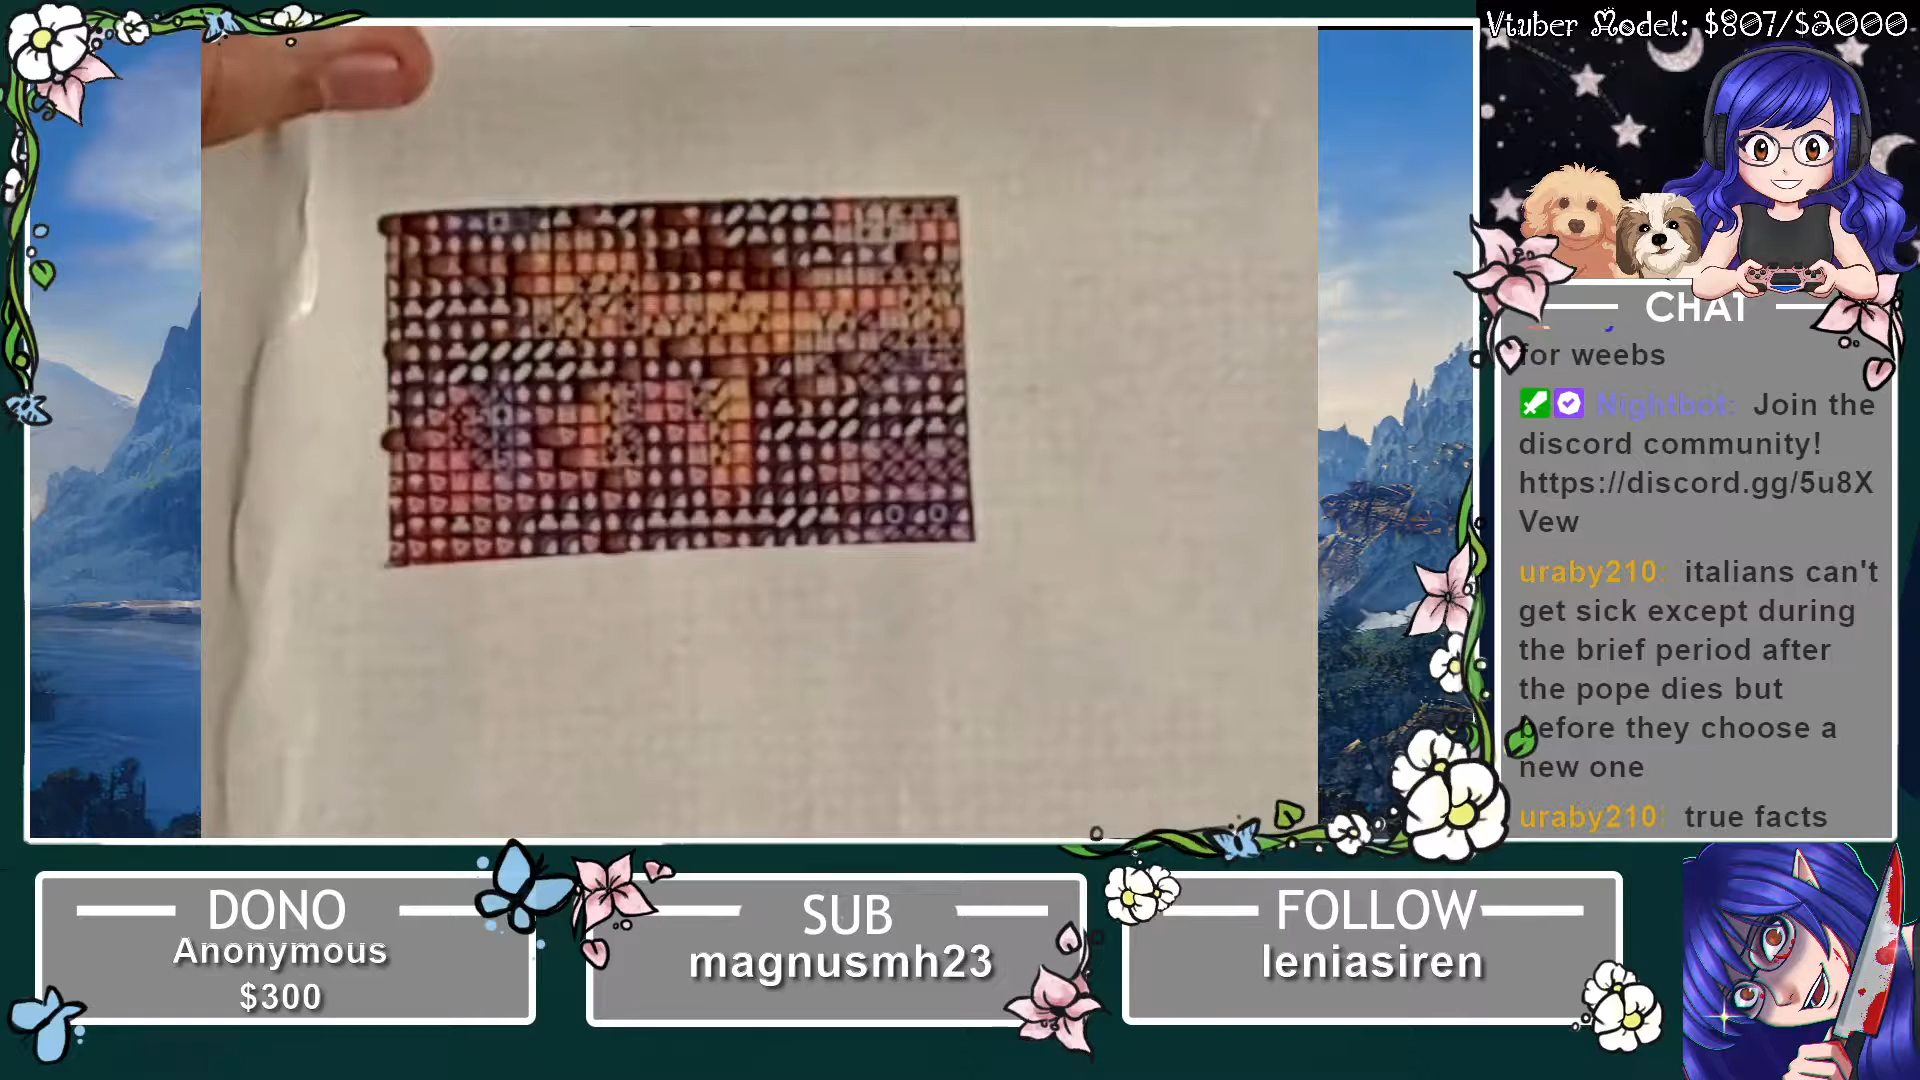 Vtuber Model: $807/$2000
CHAT
for weebs
Nightbot: Join the
discord community!
https://discord.gg/5u8X
Vew
uraby210: italians can't
get sick except during
the brief period after
the pope dies but
before they choose a
new one
uraby210: true facts
DONO
Anonymous
$300
SUB
magnusmh23
FOLLOW
leniasiren